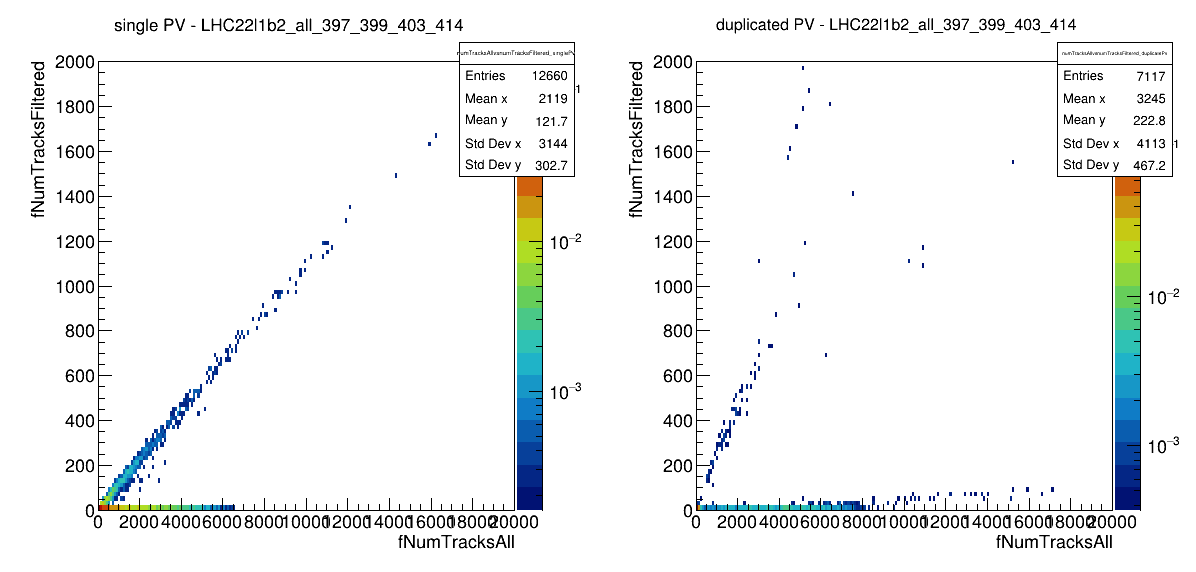 single PV - LHC22l1b2_all_397_399_403_414
Entries 12660
Mean x 2119
Mean y 121.7
Std Dev x 3144
Std Dev y 302.7
fNumTracksFiltered
2000
1800
1600
1400
1200
1000
800
600
400
200
0
0 2000 4000 6000 8000 10000 12000 14000 16000 18000 20000
fNumTracksAll
1
10−2
10−3
duplicated PV - LHC22l1b2_all_397_399_403_414
numTracksAllvsnumTracksFiltered_duplicatePv
Entries 7117
Mean x 3245
Mean y 222.8
Std Dev x 4113
Std Dev y 467.2
fNumTracksFiltered
2000
1800
1600
1400
1200
1000
800
600
400
200
0
0 2000 4000 6000 8000 10000 12000 14000 16000 18000 20000
fNumTracksAll
1
10−2
10−3